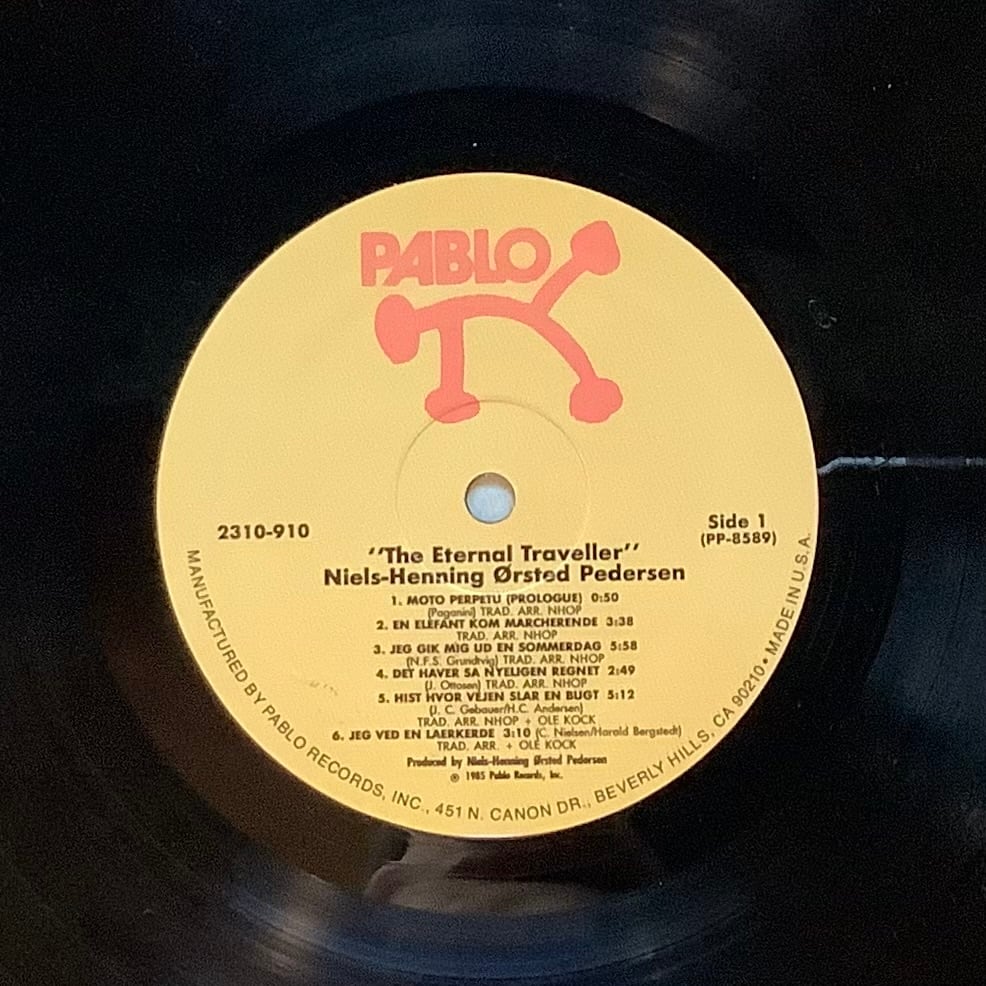 PABLO
2310-910
Side 1
(PP-8589)
"The Eternal Traveller"
Niels-Henning Ørsted Pedersen
1. MOTO PERPETU (PROLOGUE) 0:50
(Paganini) TRAD. ARR. NHOP
2. EN ELEFANT KOM MARCHERENDE 3:38
TRAD. ARR. NHOP
3. JEG GIK MIG UD EN SOMMERDAG 5:58
(N.F.S. Grundtvig) TRAD. ARR. NHOP
4. DET HAVER SA NYELIGEN REGNET 2:49
(J. Ottosen) TRAD. ARR. NHOP
5. HIST HVOR VEJEN SLAR EN BUGT 5:12
(J. C. Gebauer/H.C. Andersen)
TRAD. ARR. NHOP + OLE KOCK
6. JEG VED EN LAERKERDE 3:10 (C. Nielsen/Harold Bergstedt)
TRAD. ARR. + OLE KOCK
Produced by Niels-Henning Ørsted Pedersen
℗ 1985 Pablo Records, Inc.
MANUFACTURED BY PABLO RECORDS, INC., 451 N. CANON DR., BEVERLY HILLS, CA 90210 • MADE IN U.S.A.